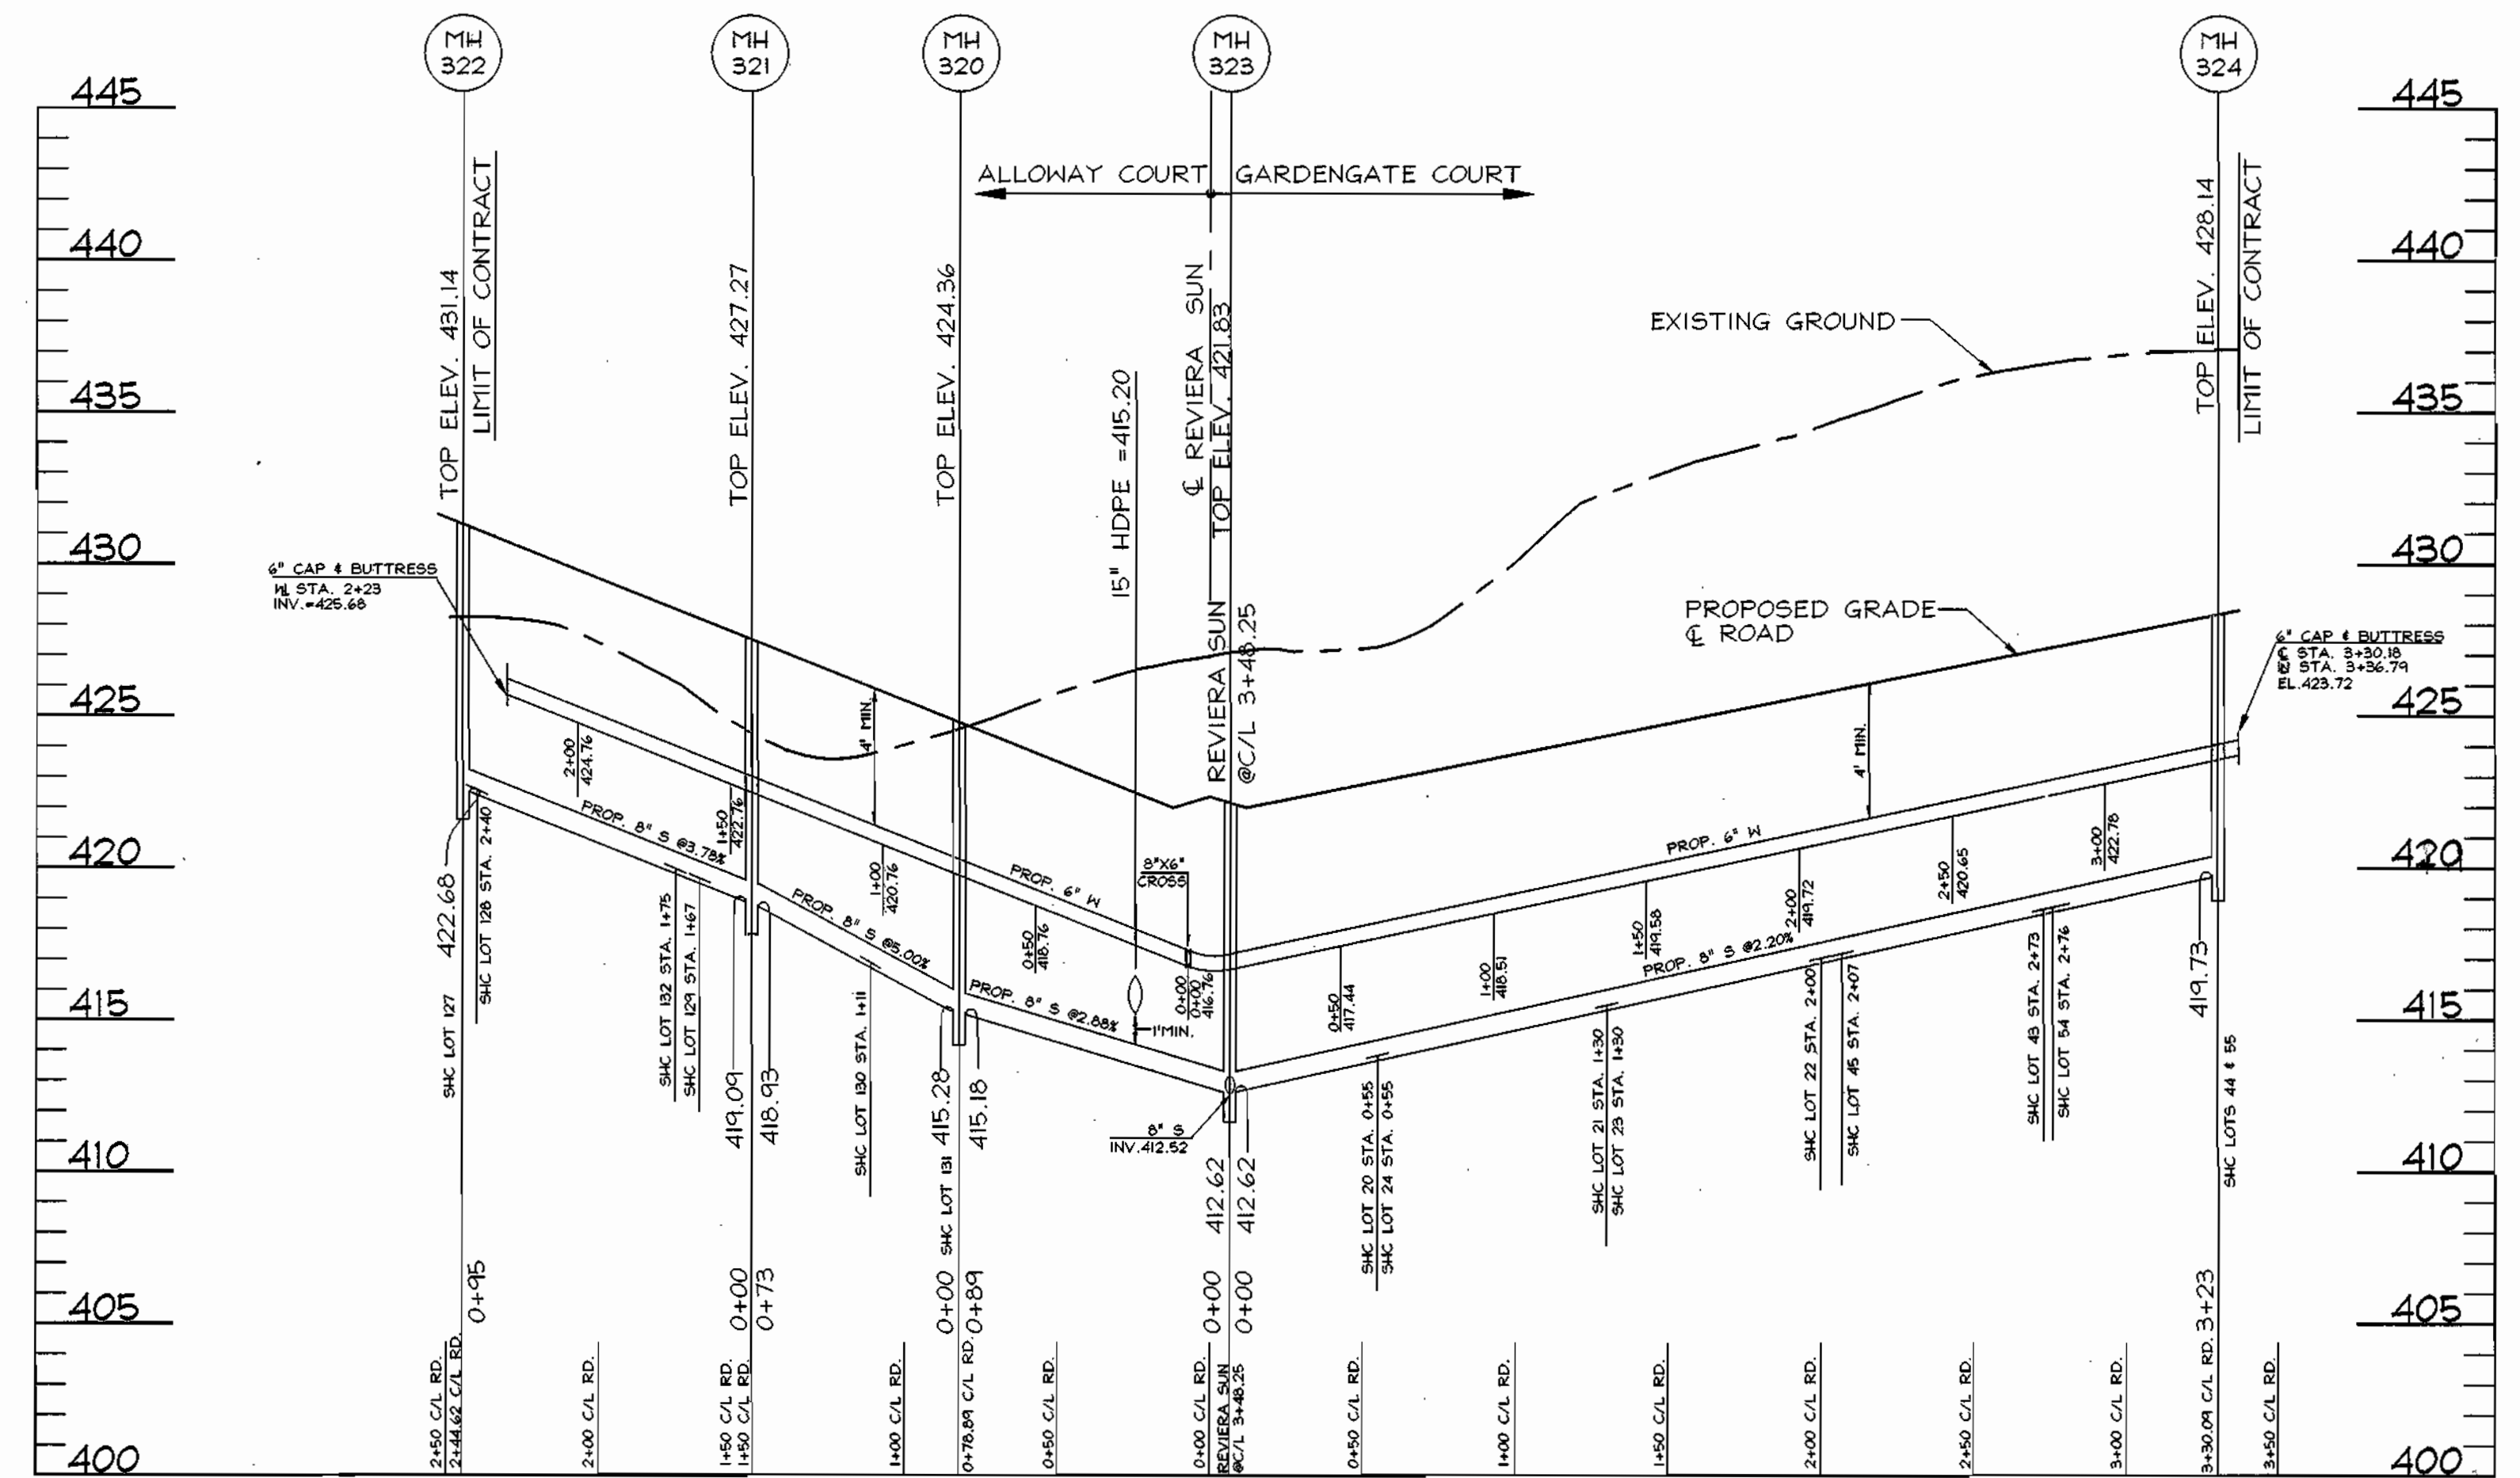 MH
322
MH
321
MH
320
MH
323
MH
324
445
440
435
430
425
420
415
410
405
400
445
440
435
430
425
420
415
410
405
400
ALLOWAY COURT
GARDENGATE COURT
TOP ELEV. 431.14
LIMIT OF CONTRACT
TOP ELEV. 427.27
TOP ELEV. 424.36
15" HDPE =415.20
℄ REVIERA SUN
TOP ELEV. 421.83
REVIERA SUN
@C/L 3+48.25
TOP ELEV. 428.14
LIMIT OF CONTRACT
EXISTING GROUND
PROPOSED GRADE
℄ ROAD
6" CAP & BUTTRESS
WL STA. 2+23
INV.=425.68
6" CAP & BUTTRESS
℄ STA. 3+30.18
STA. 3+36.79
EL.423.72
2+00
424.76
1+50
422.76
4' MIN.
1+00
420.76
0+50
418.76
8"X6"
CROSS
0+00
0+00
416.76
1'MIN.
PROP. 8" S @3.78%
PROP. 8" S @5.00%
PROP. 6" W
PROP. 8" S @2.88%
PROP. 6" W
PROP. 8" S @2.20%
4' MIN.
0+50
417.44
1+00
418.51
1+50
419.58
2+00
419.72
2+50
420.65
3+00
422.78
SHC LOT 127
422.68
SHC LOT 128 STA. 2+40
SHC LOT 132 STA. 1+75
SHC LOT 129 STA. 1+67
419.09
418.93
SHC LOT 130 STA. 1+11
SHC LOT 131
415.28
415.18
8" S
INV.412.52
412.62
412.62
SHC LOT 20 STA. 0+55
SHC LOT 24 STA. 0+55
SHC LOT 21 STA. 1+30
SHC LOT 23 STA. 1+30
SHC LOT 22 STA. 2+00
SHC LOT 45 STA. 2+07
SHC LOT 43 STA. 2+73
SHC LOT 54 STA. 2+76
419.73
SHC LOTS 44 & 55
0+95
0+00
0+73
0+00
0+89
0+00
0+00
3+23
2+50 C/L RD.
2+44.62 C/L RD.
2+00 C/L RD.
1+50 C/L RD.
1+50 C/L RD.
1+00 C/L RD.
0+78.89 C/L RD.
0+50 C/L RD.
0+00 C/L RD.
REVIERA SUN
@C/L 3+48.25
0+50 C/L RD.
1+00 C/L RD.
1+50 C/L RD.
2+00 C/L RD.
2+50 C/L RD.
3+00 C/L RD.
3+30.09 C/L RD.
3+50 C/L RD.